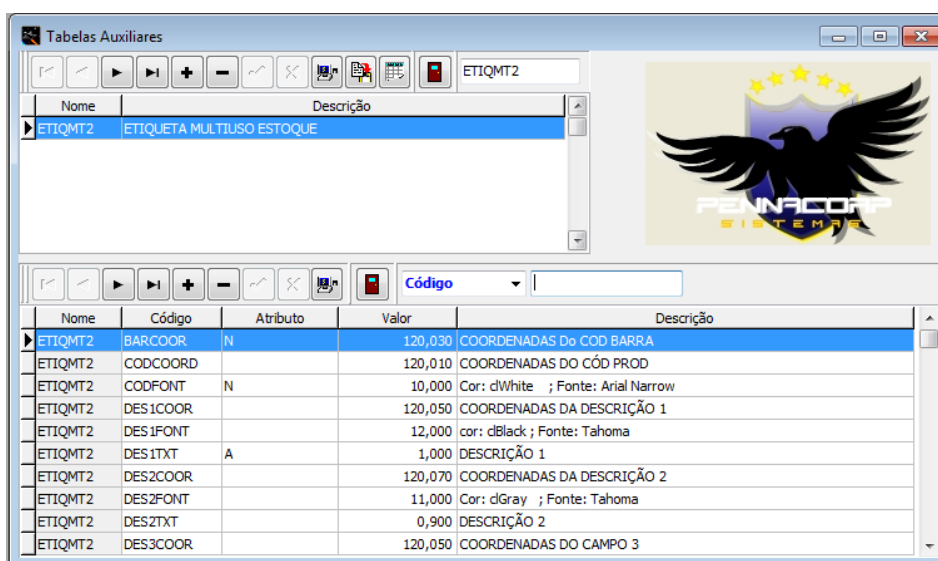 Tabelas Auxiliares
ETIQMT2
Nome Descrição
ETIQMT2 ETIQUETA MULTIUSO ESTOQUE
PENNACORP
SISTEMAS
Código
Nome Código Atributo Valor Descrição
ETIQMT2 BARCOOR N 120,030 COORDENADAS Do COD BARRA
ETIQMT2 CODCOORD 120,010 COORDENADAS DO CÓD PROD
ETIQMT2 CODFONT N 10,000 Cor: clWhite ; Fonte: Arial Narrow
ETIQMT2 DES1COOR 120,050 COORDENADAS DA DESCRIÇÃO 1
ETIQMT2 DES1FONT 12,000 cor: clBlack ; Fonte: Tahoma
ETIQMT2 DES1TXT A 1,000 DESCRIÇÃO 1
ETIQMT2 DES2COOR 120,070 COORDENADAS DA DESCRIÇÃO 2
ETIQMT2 DES2FONT 11,000 Cor: clGray ; Fonte: Tahoma
ETIQMT2 DES2TXT 0,900 DESCRIÇÃO 2
ETIQMT2 DES3COOR 120,050 COORDENADAS DO CAMPO 3